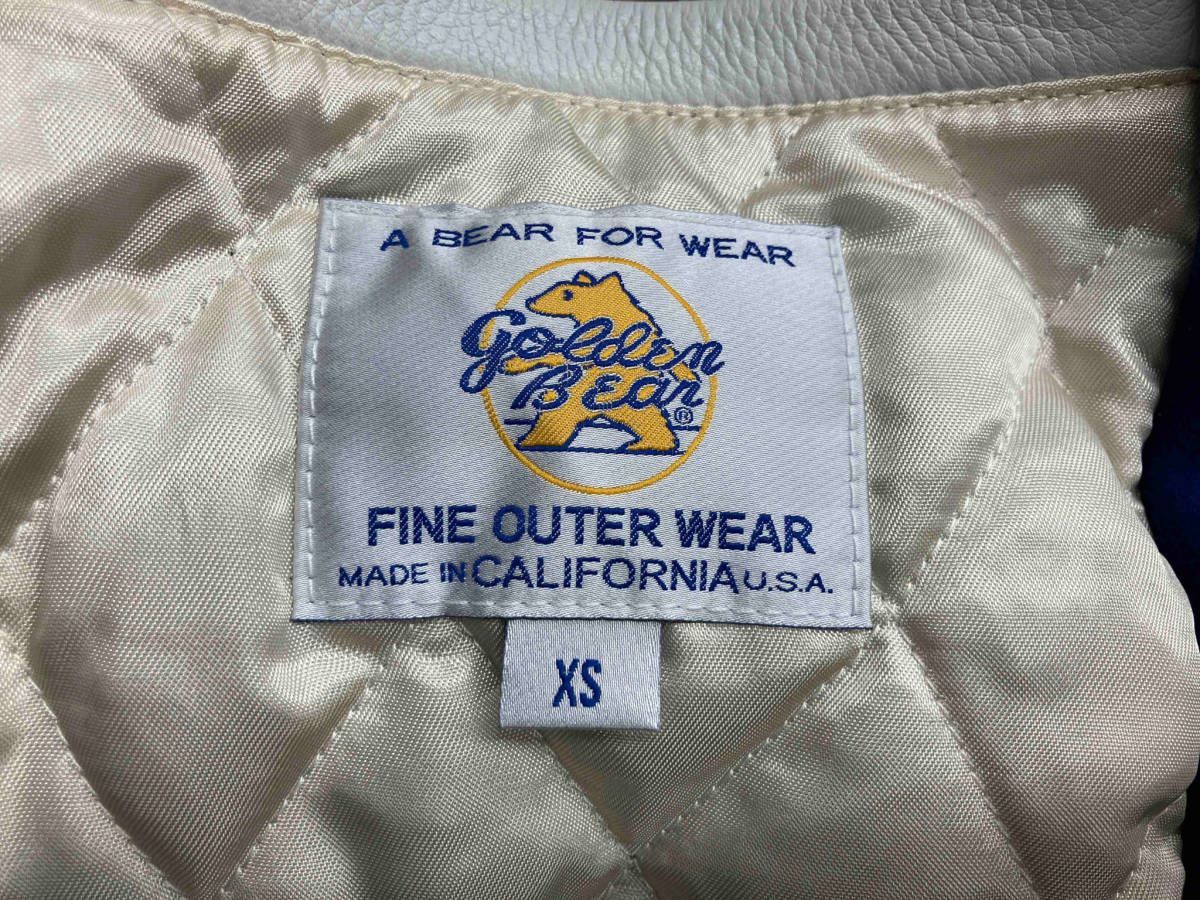 A BEAR FOR WEAR
Golden
Bear
®
FINE OUTER WEAR
MADE IN CALIFORNIA U.S.A.
XS